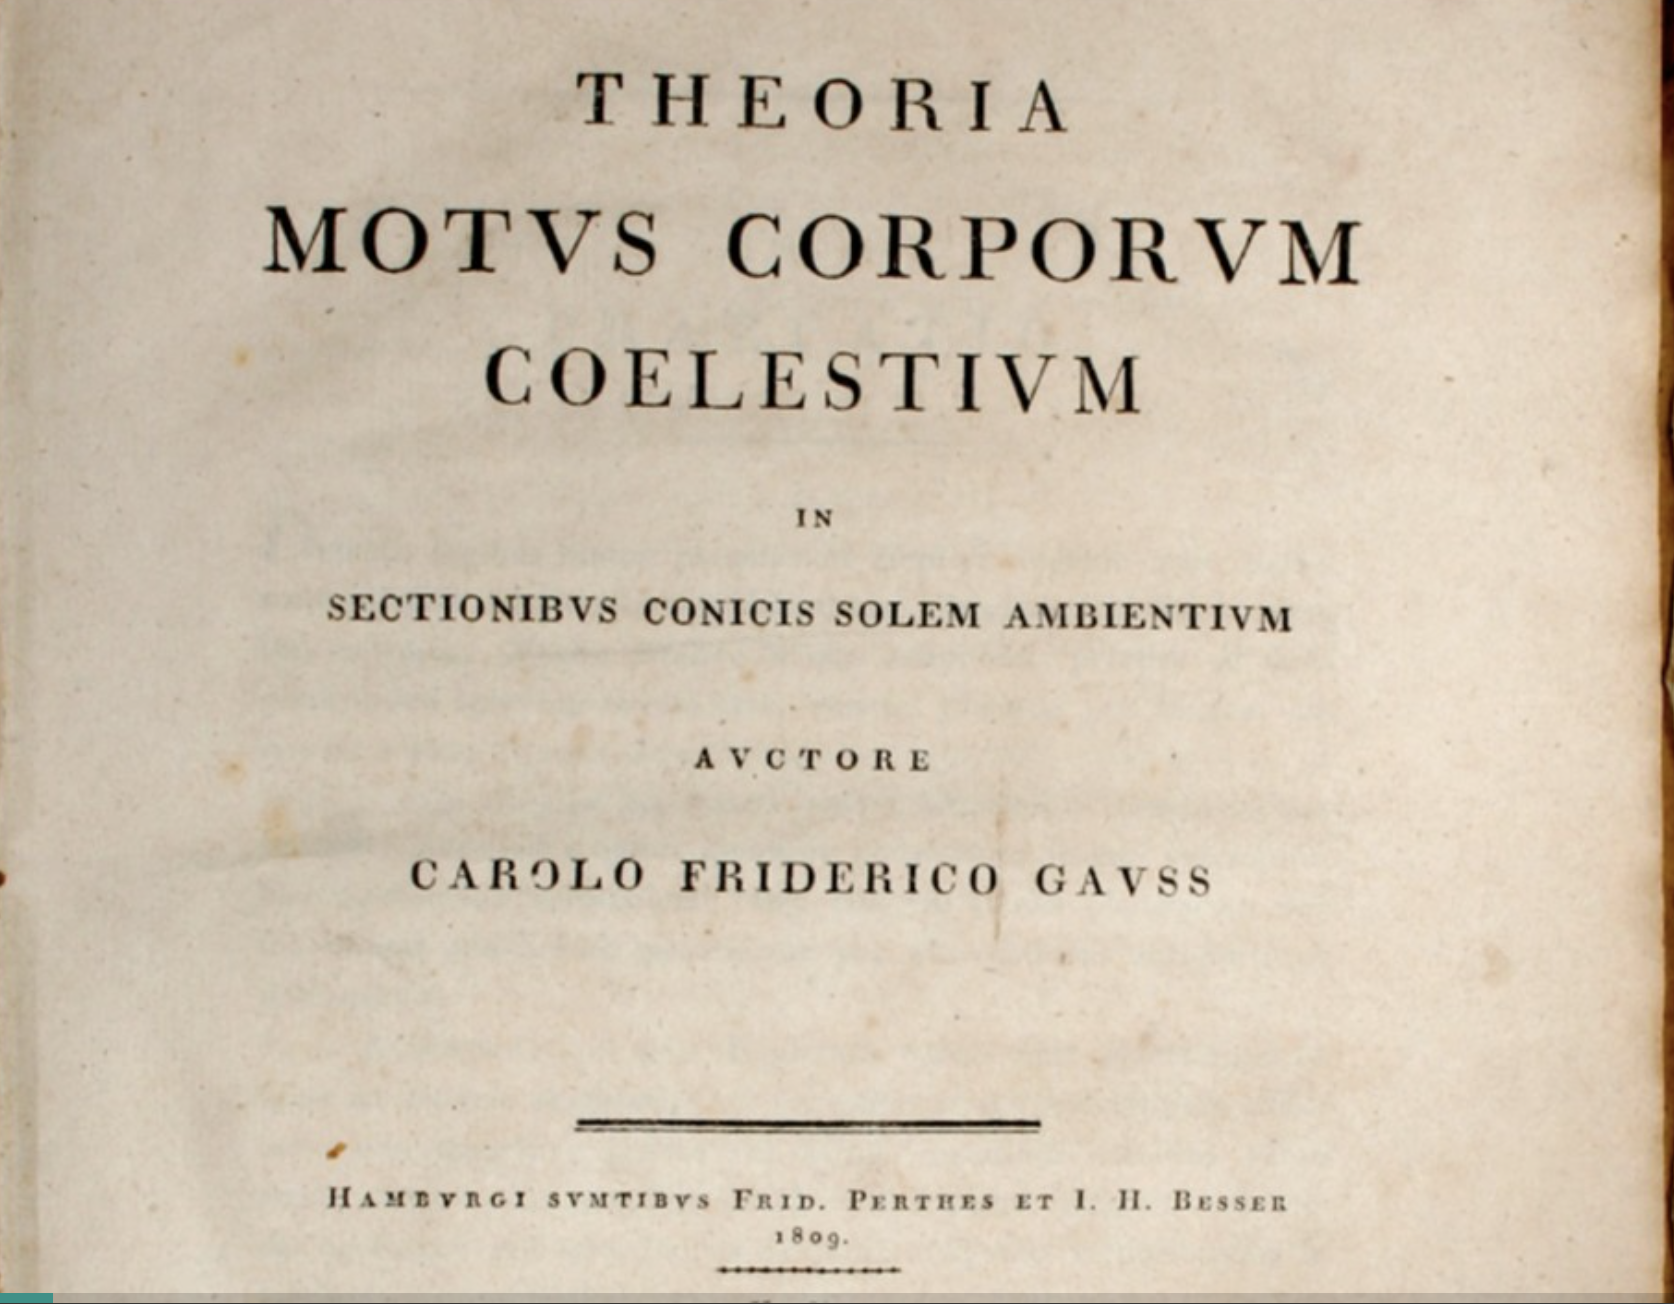 THEORIA
MOTVS CORPORVM
COELESTIVM
IN
SECTIONIBVS CONICIS SOLEM AMBIENTIVM
AVCTORE
CAROLO FRIDERICO GAVSS
HAMBVRGI SVMTIBVS FRID. PERTHES ET I. H. BESSER
1809.